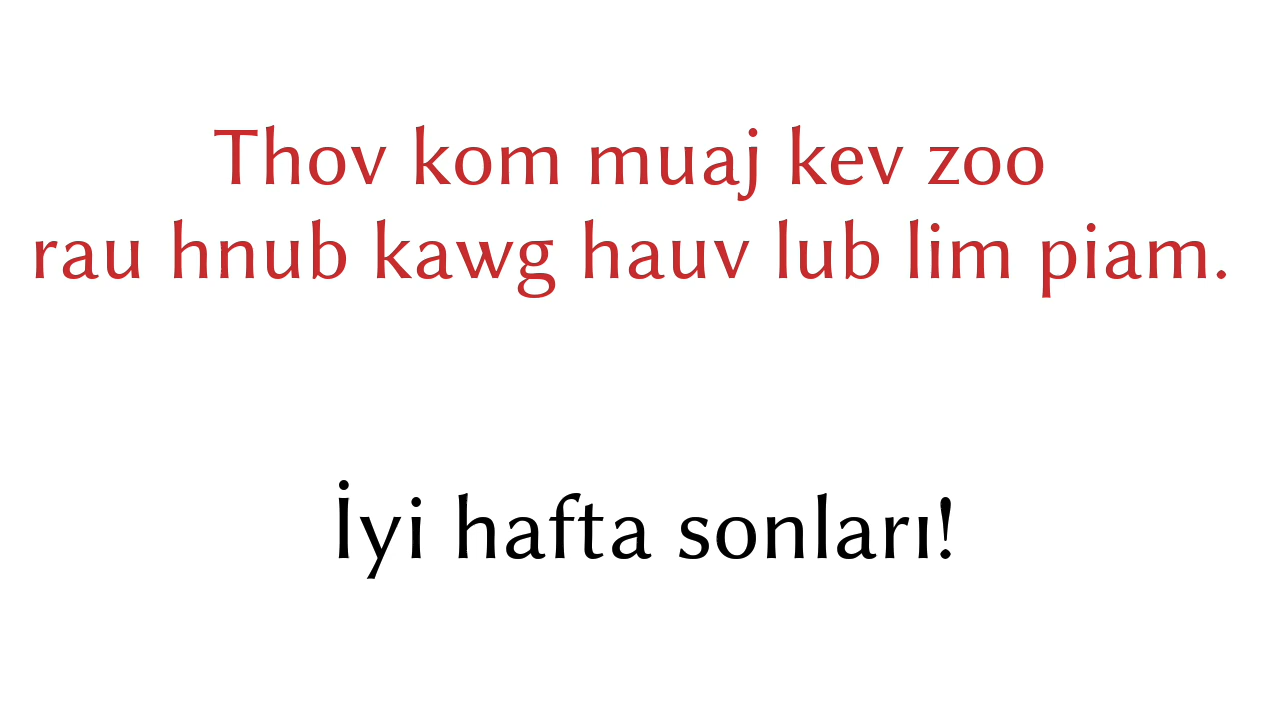 Thov kom muaj kev zoo
rau hnub kawg hauv lub lim piam.
İyi hafta sonları!